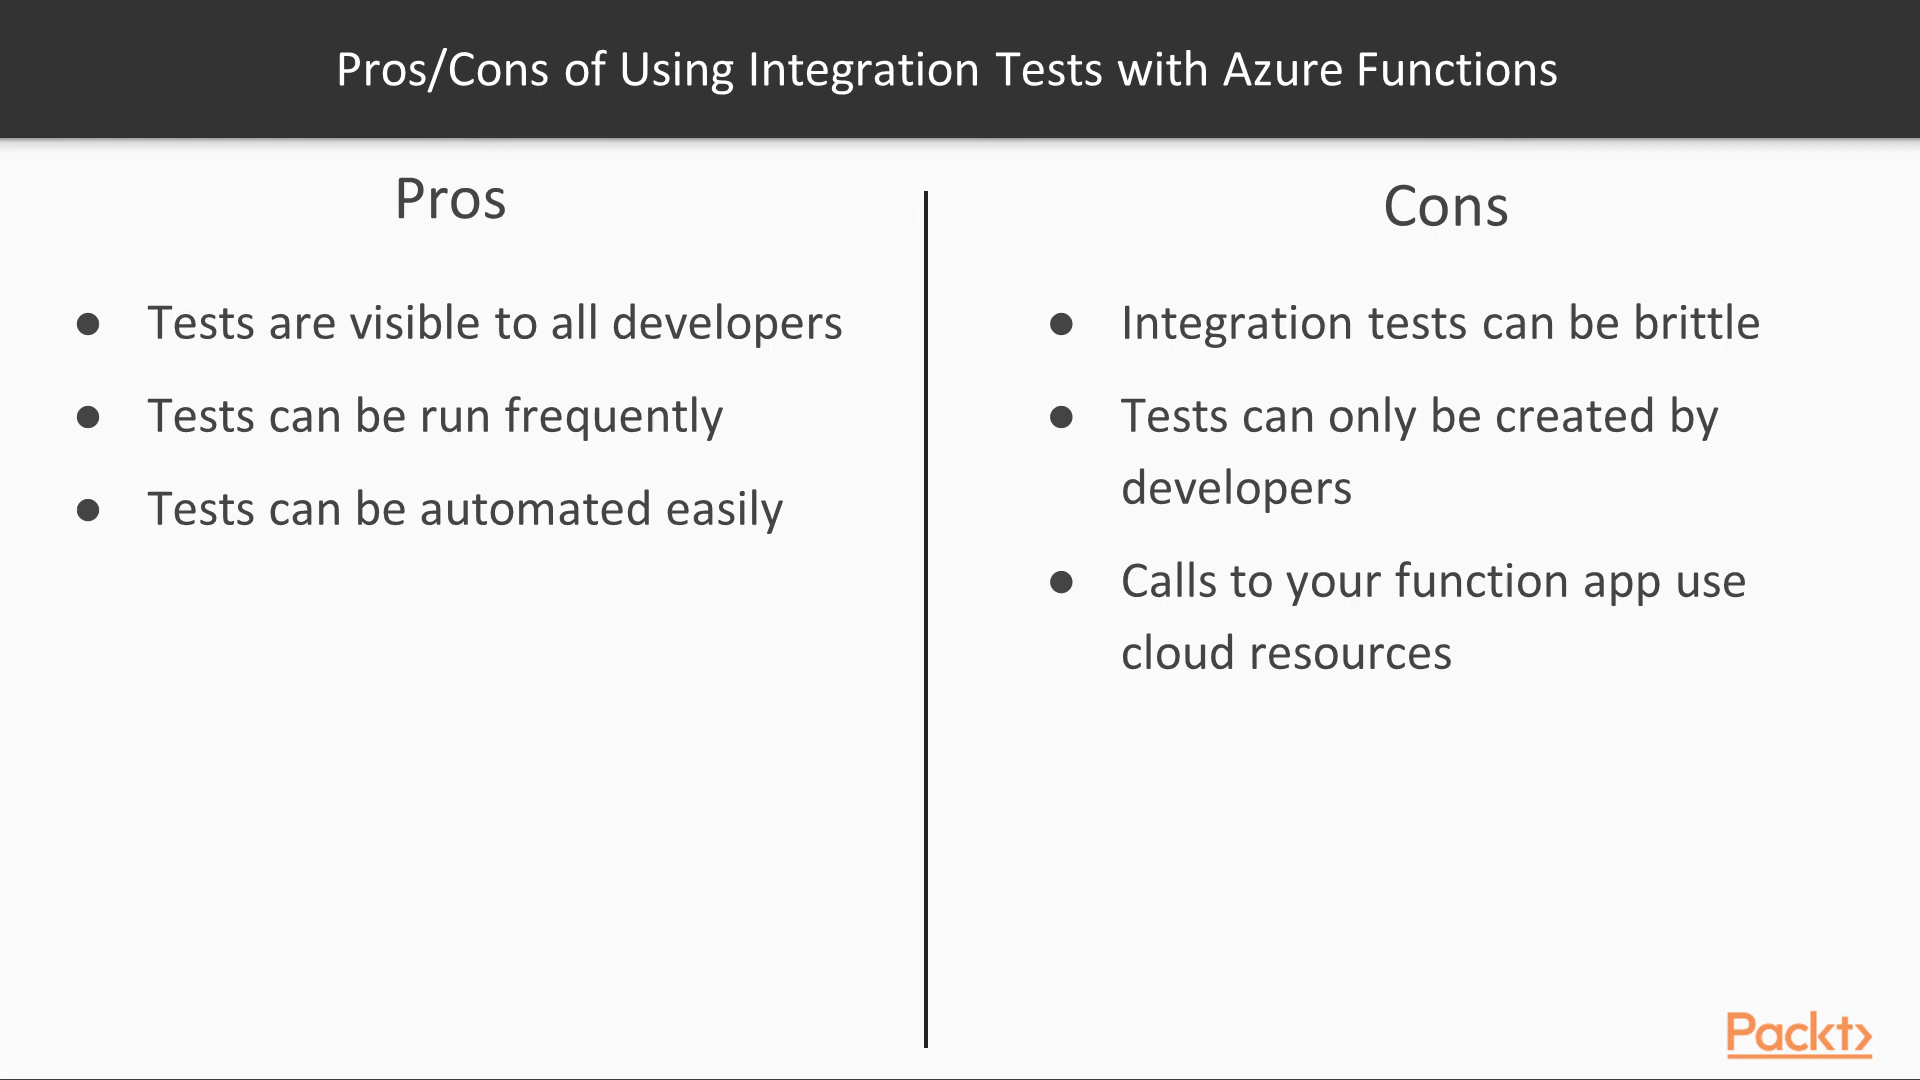 Pros/Cons of Using Integration Tests with Azure Functions
Pros
● Tests are visible to all developers
● Tests can be run frequently
● Tests can be automated easily
Cons
● Integration tests can be brittle
● Tests can only be created by
developers
● Calls to your function app use
cloud resources
Packt>